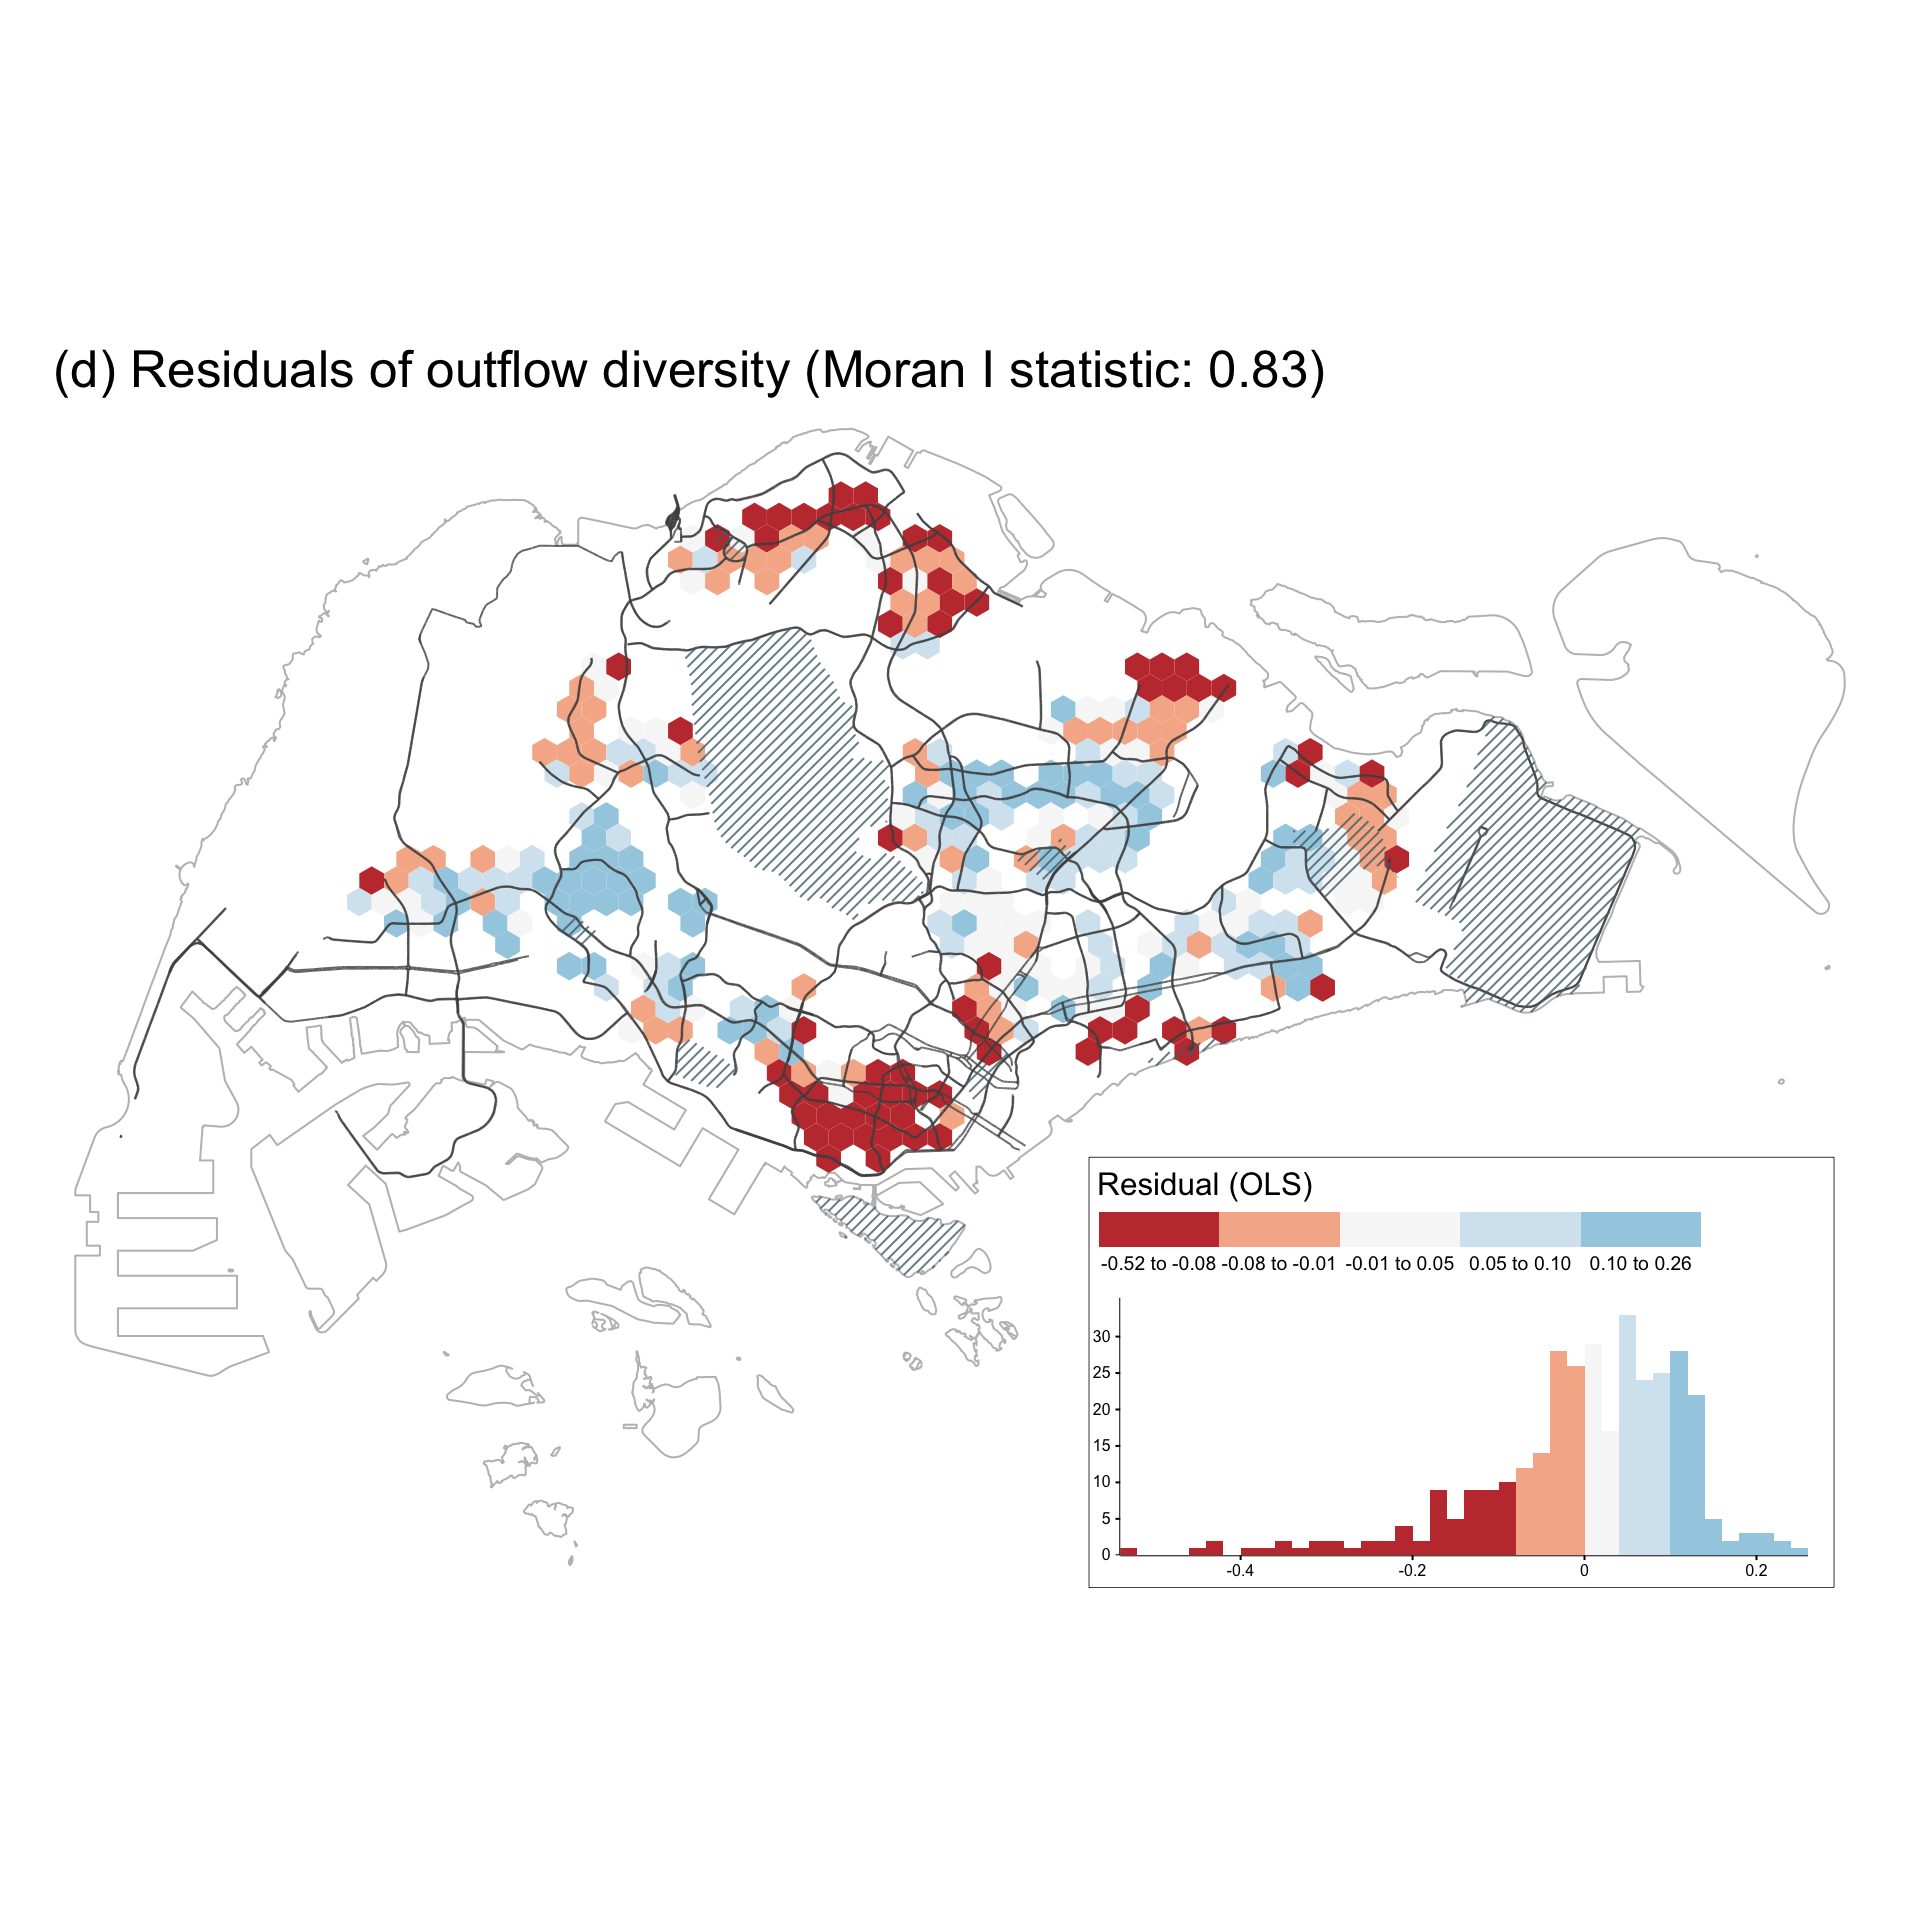 (d) Residuals of outflow diversity (Moran I statistic: 0.83)
Residual (OLS)
-0.52 to -0.08 -0.08 to -0.01 -0.01 to 0.05 0.05 to 0.10 0.10 to 0.26
30
25
20
15
10
5
0
-0.4 -0.2 0 0.2